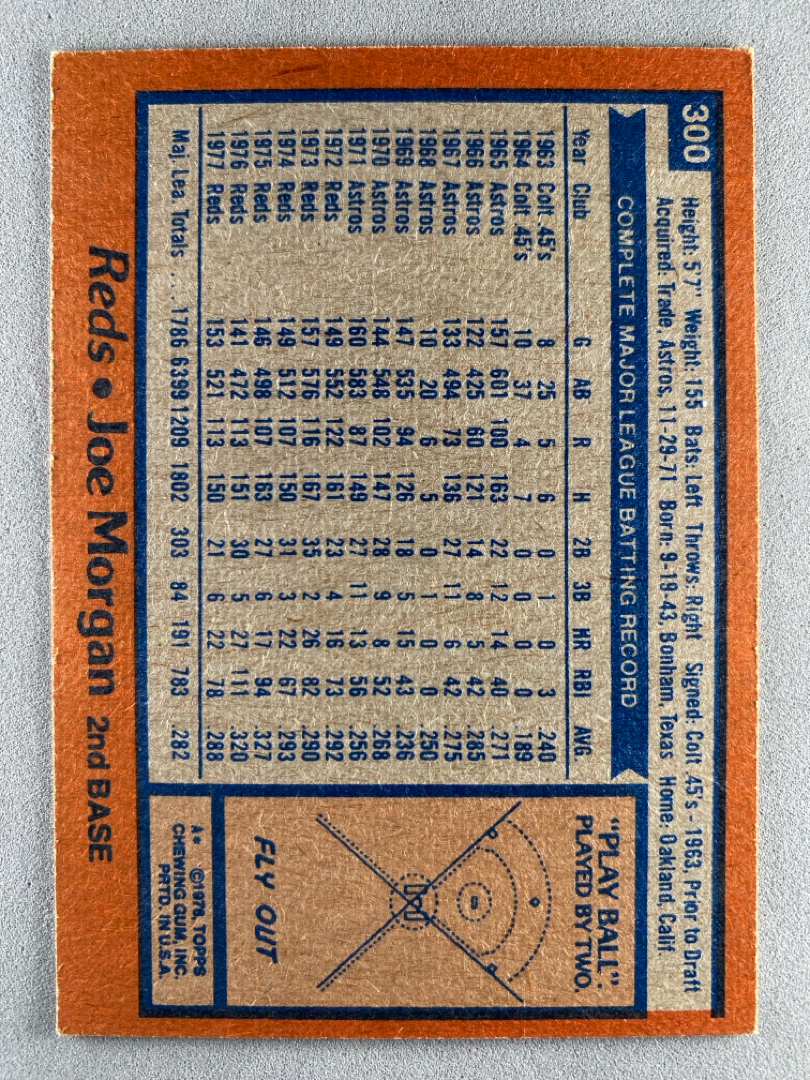 300
Height: 5'7" Weight: 155 Bats: Left Throws: Right Signed: Colt .45's - 1963, Prior to Draft
Acquired: Trade, Astros, 11-29-71 Born: 9-19-43, Bonham, Texas Home: Oakland, Calif.
COMPLETE MAJOR LEAGUE BATTING RECORD
Year Club G AB R H 2B 3B HR RBI AVG.
1963 Colt .45's 8 25 5 6 0 1 0 3 .240
1964 Colt .45's 10 37 4 7 0 0 0 0 .189
1965 Astros 157 601 100 163 22 12 14 40 .271
1966 Astros 122 425 60 121 14 8 5 42 .285
1967 Astros 133 494 73 136 27 11 6 42 .275
1968 Astros 10 20 6 5 0 1 0 0 .250
1969 Astros 147 535 94 126 18 5 15 43 .236
1970 Astros 144 548 102 147 28 9 8 52 .268
1971 Astros 160 583 87 149 27 11 13 56 .256
1972 Reds 149 552 122 161 23 4 16 73 .292
1973 Reds 157 576 116 167 35 2 26 82 .290
1974 Reds 149 512 107 150 31 3 22 67 .293
1975 Reds 146 498 107 163 27 6 17 94 .327
1976 Reds 141 472 113 151 30 5 27 111 .320
1977 Reds 153 521 113 150 21 6 22 78 .288
Maj. Lea. Totals . . . 1786 6399 1209 1802 303 84 191 783 .282
"PLAY BALL".
PLAYED BY TWO.
FLY OUT
A* ©1978, TOPPS
CHEWING GUM, INC.
PRTD. IN U.S.A.
Reds • Joe Morgan 2nd BASE